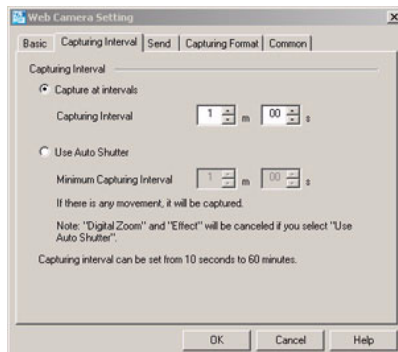 Web Camera Setting
Basic Capturing Interval Send Capturing Format Common
Capturing Interval
Capture at intervals
Capturing Interval 1 m 00 s
Use Auto Shutter
Minimum Capturing Interval 1 m 00 s
If there is any movement, it will be captured.
Note: "Digital Zoom" and "Effect" will be canceled if you select "Use
Auto Shutter".
Capturing interval can be set from 10 seconds to 60 minutes.
OK Cancel Help